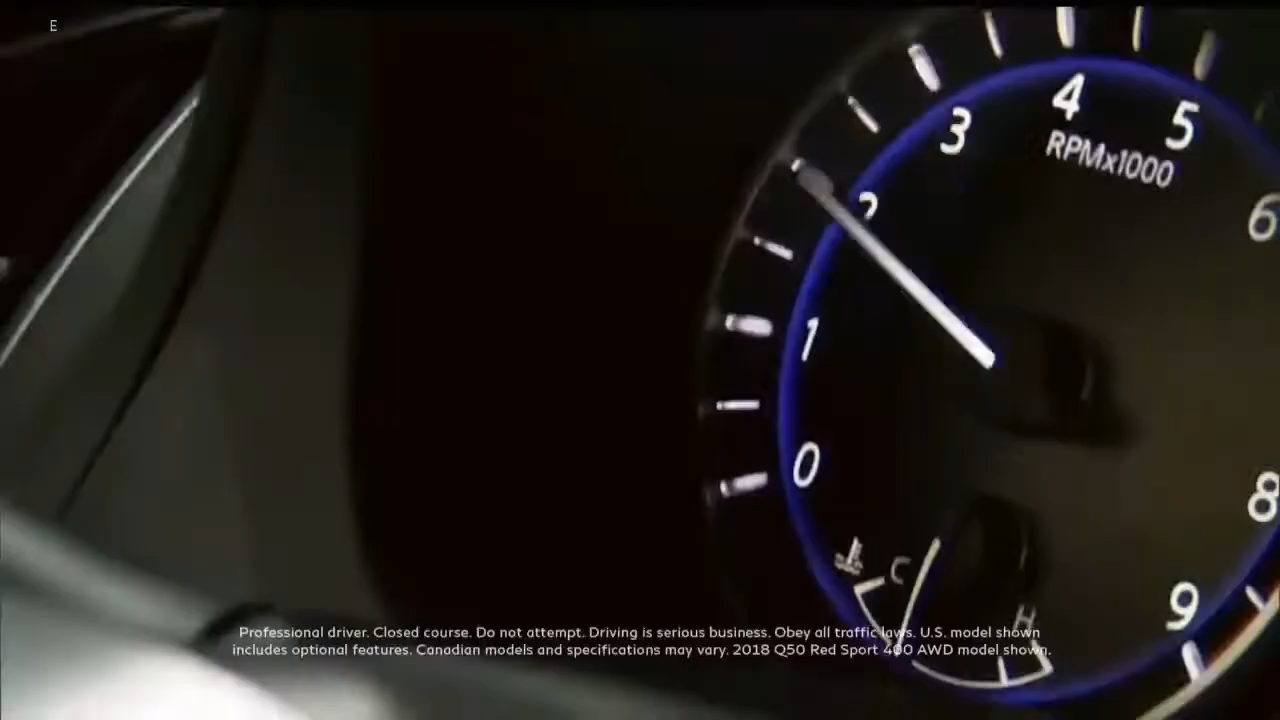 E
4
5
3
RPMx1000
2
6
1
0
8
C
9
H
Professional driver. Closed course. Do not attempt. Driving is serious business. Obey all traffic laws. U.S. model shown
includes optional features. Canadian models and specifications may vary. 2018 Q50 Red Sport 400 AWD model shown.